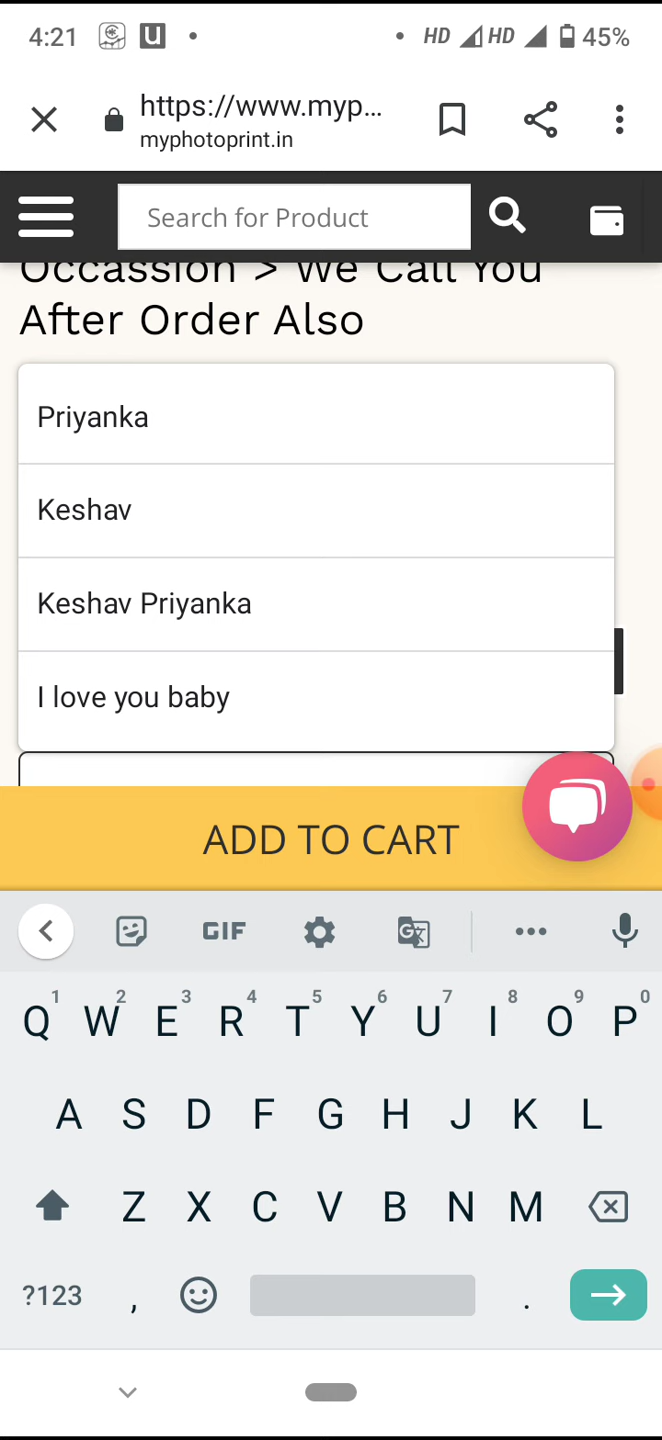 4:21 HD HD 45%
https://www.myp...
myphotoprint.in
Search for Product
Occassion > We Call You
After Order Also
Priyanka
Keshav
Keshav Priyanka
I love you baby
ADD TO CART
GIF
1 2 3 4 5 6 7 8 9 0
Q W E R T Y U I O P
A S D F G H J K L
Z X C V B N M
?123 , .